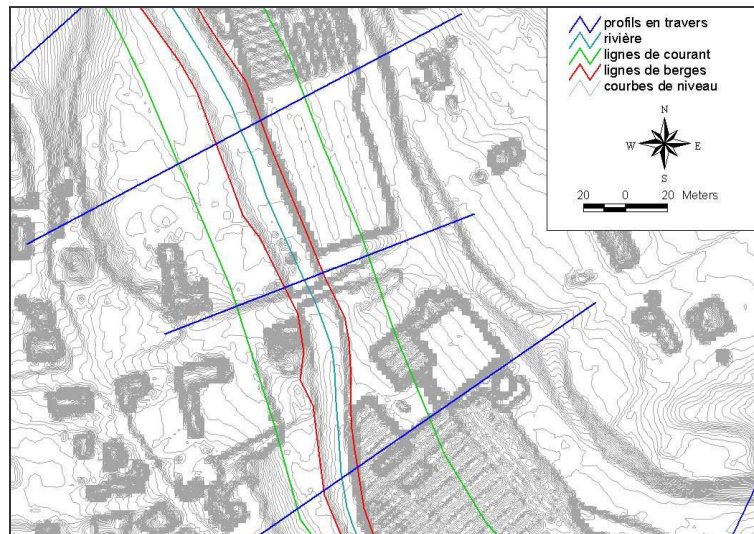 profils en travers
rivière
lignes de courant
lignes de berges
courbes de niveau
N
W E
S
20 0 20 Meters